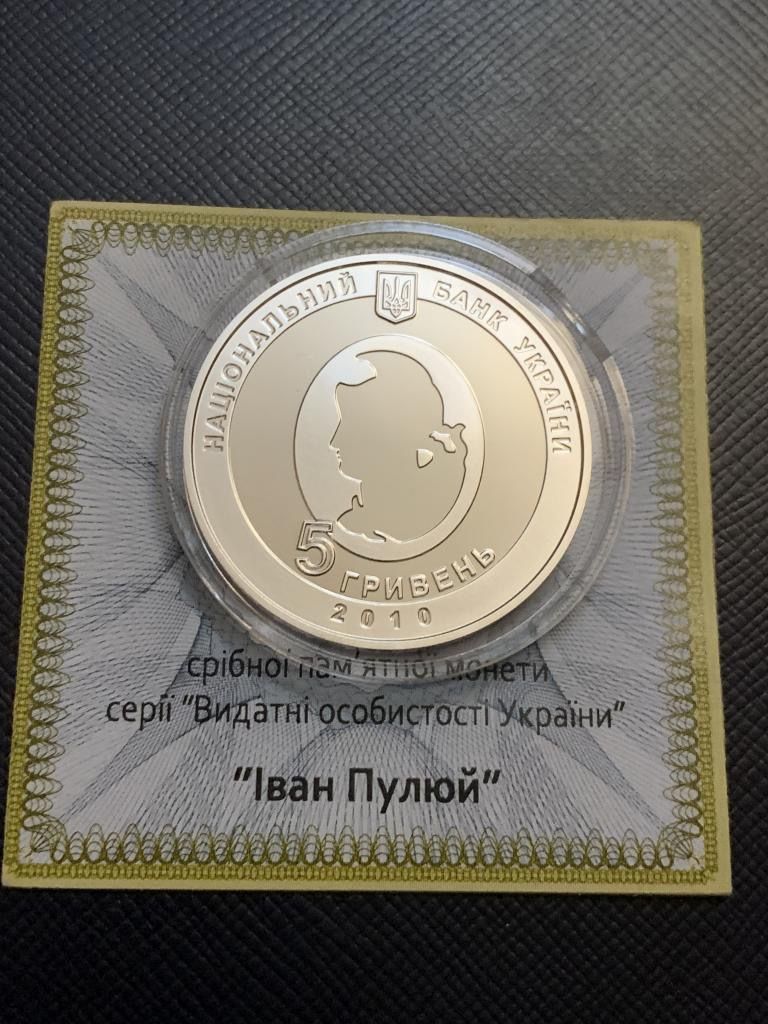 НАЦІОНАЛЬНИЙ БАНК УКРАЇНИ
5 ГРИВЕНЬ
2010
срібної пам'ятної монети
серії "Видатні особистості України"
"Іван Пулюй"